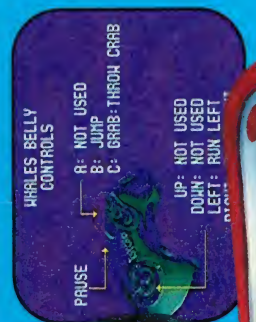 WHALES BELLY
CONTROLS
PAUSE
A: NOT USED
B: JUMP
C: GRAB/THROW CRAB
UP: NOT USED
DOWN: NOT USED
LEFT: RUN LEFT